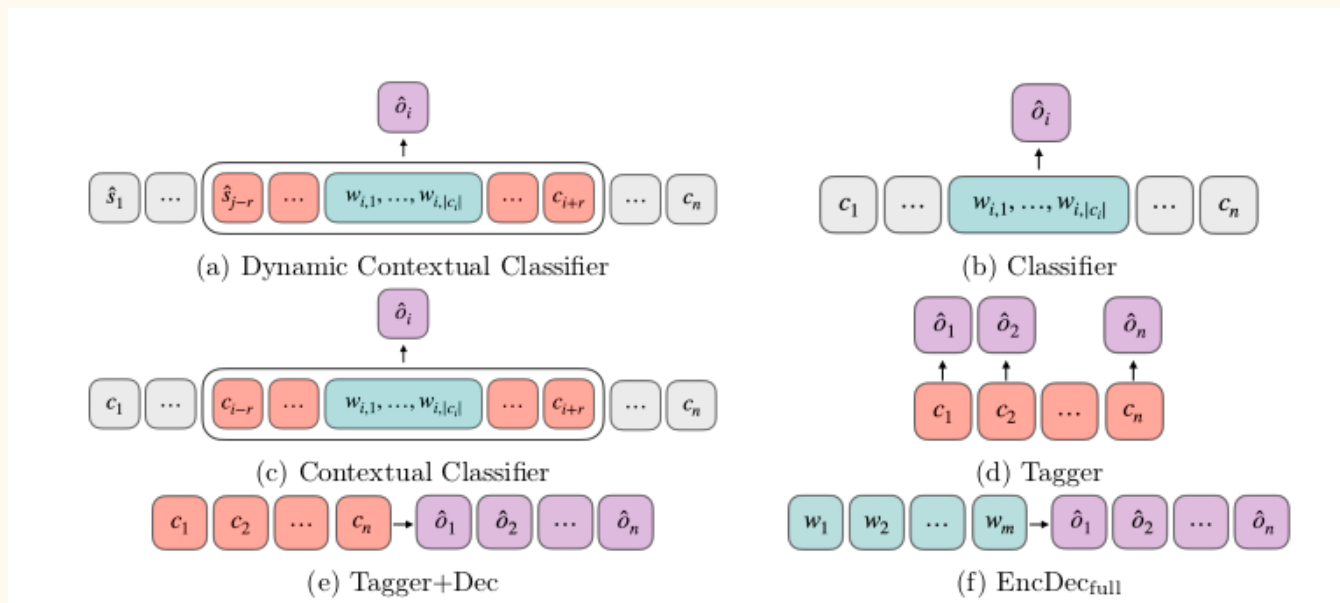 ô_i
ŝ_1 … ŝ_{j−r} … w_{i,1}, …, w_{i,|c_i|} … c_{i+r} … c_n
(a) Dynamic Contextual Classifier
ô_i
c_1 … w_{i,1}, …, w_{i,|c_i|} … c_n
(b) Classifier
ô_i
c_1 … c_{i−r} … w_{i,1}, …, w_{i,|c_i|} … c_{i+r} … c_n
(c) Contextual Classifier
ô_1 ô_2 ô_n
c_1 c_2 … c_n
(d) Tagger
c_1 c_2 … c_n → ô_1 ô_2 … ô_n
(e) Tagger+Dec
w_1 w_2 … w_m → ô_1 ô_2 … ô_n
(f) EncDec_full